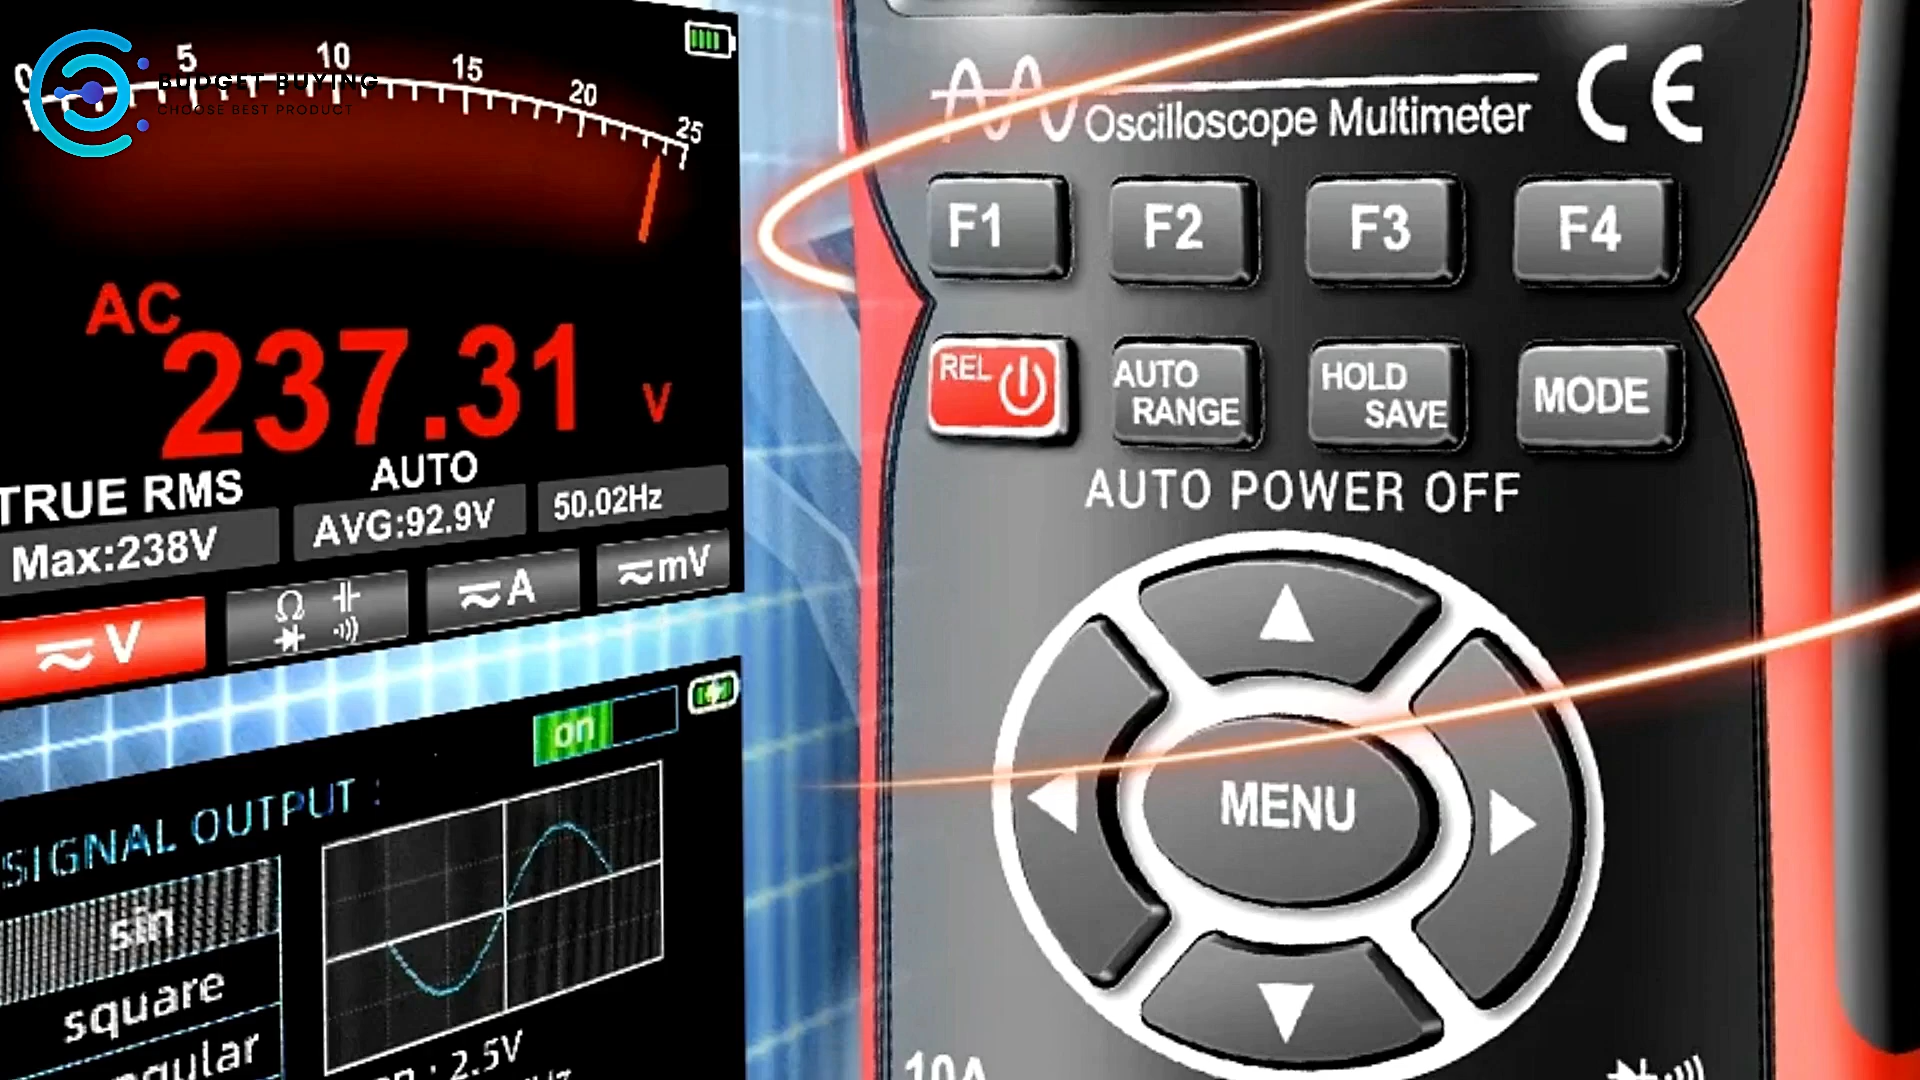 0 5 10 15 20 25
BUDGET BUYING
CHOOSE BEST PRODUCT
AC
237.31 V
TRUE RMS AUTO
Max:238V AVG:92.9V 50.02Hz
V Ω A mV
on
SIGNAL OUTPUT :
sin
square
2.5V
Oscilloscope Multimeter CE
F1 F2 F3 F4
REL AUTO RANGE HOLD SAVE MODE
AUTO POWER OFF
MENU
10A